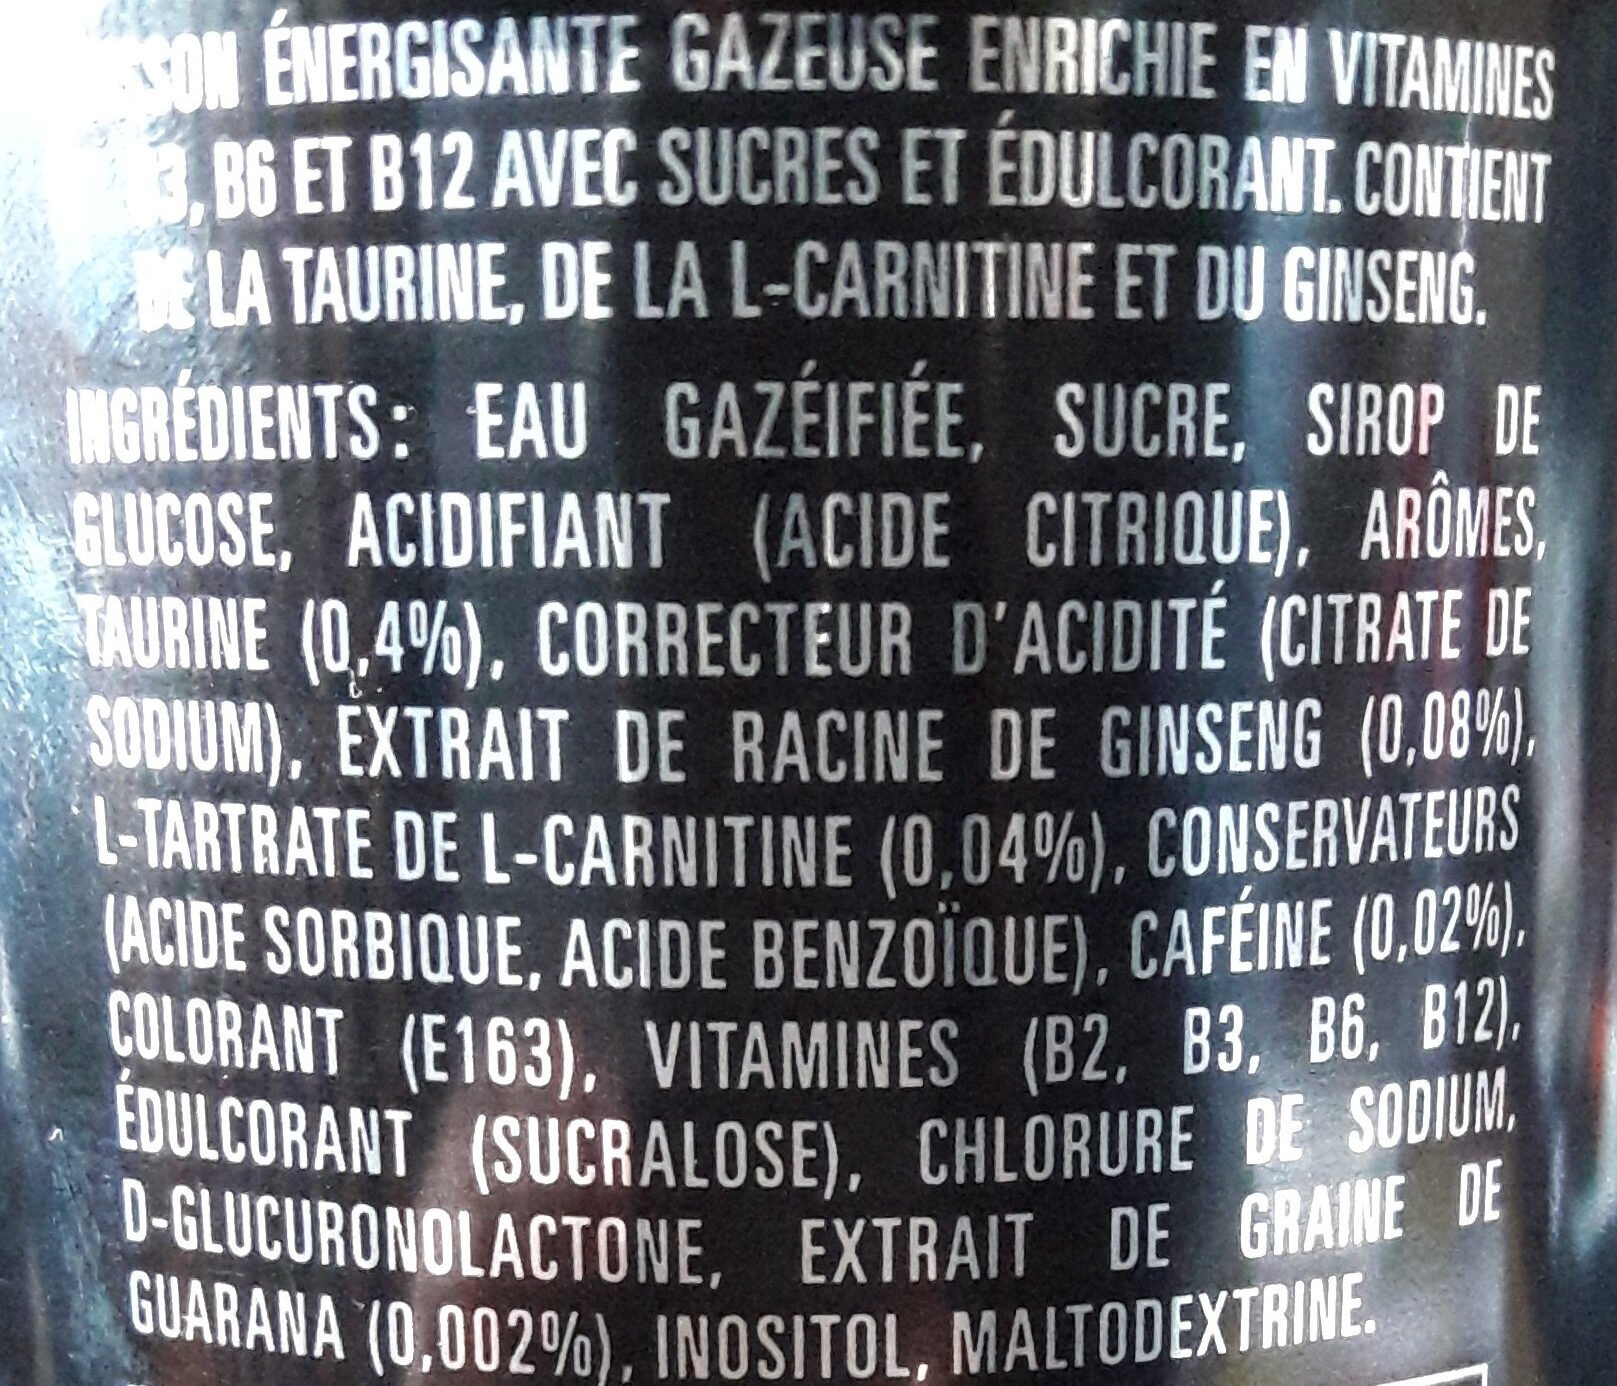 ÉNERGISANTE GAZEUSE ENRICHIE EN VITAMINES
B6 ET B12 AVEC SUCRES ET ÉDULCORANT. CONTIENT
DE LA TAURINE, DE LA L-CARNITINE ET DU GINSENG.
INGRÉDIENTS: EAU GAZÉIFIÉE, SUCRE, SIROP DE
GLUCOSE, ACIDIFIANT (ACIDE CITRIQUE), ARÔMES,
TAURINE (0,4%), CORRECTEUR D'ACIDITÉ (CITRATE DE
SODIUM), EXTRAIT DE RACINE DE GINSENG (0,08%),
L-TARTRATE DE L-CARNITINE (0,04%), CONSERVATEURS
(ACIDE SORBIQUE, ACIDE BENZOÏQUE), CAFÉINE (0,02%),
COLORANT (E163), VITAMINES (B2, B3, B6, B12),
ÉDULCORANT (SUCRALOSE), CHLORURE DE SODIUM,
D-GLUCURONOLACTONE, EXTRAIT DE GRAINE DE
GUARANA (0,002%), INOSITOL, MALTODEXTRINE.